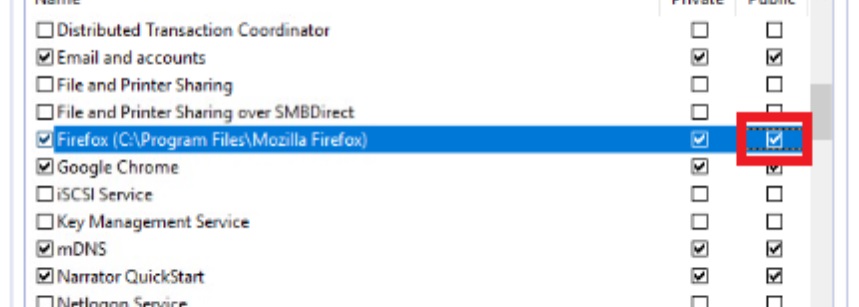 Name Private Public
Distributed Transaction Coordinator
Email and accounts
File and Printer Sharing
File and Printer Sharing over SMBDirect
Firefox (C:\Program Files\Mozilla Firefox)
Google Chrome
iSCSI Service
Key Management Service
mDNS
Narrator QuickStart
Netlogon Service